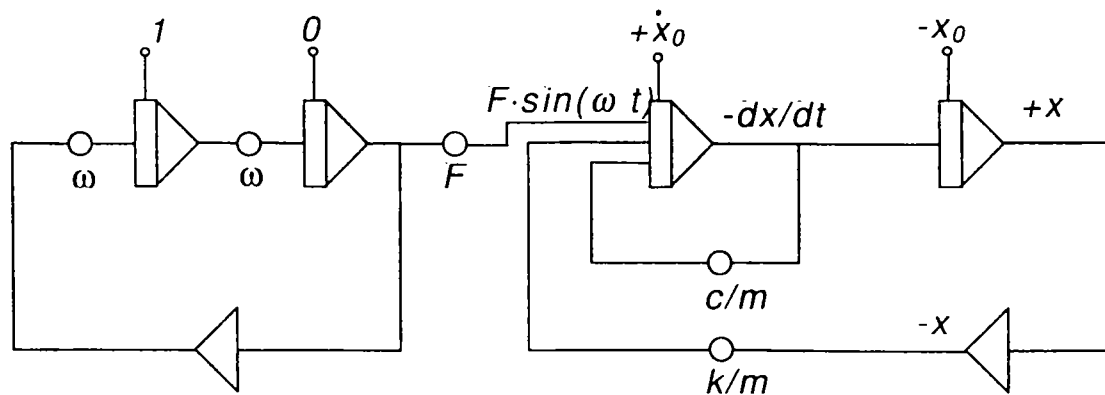 1
0
+ẋ₀
-x₀
F·sin(ω t)
-dx/dt
+x
ω
ω
F
c/m
-x
k/m